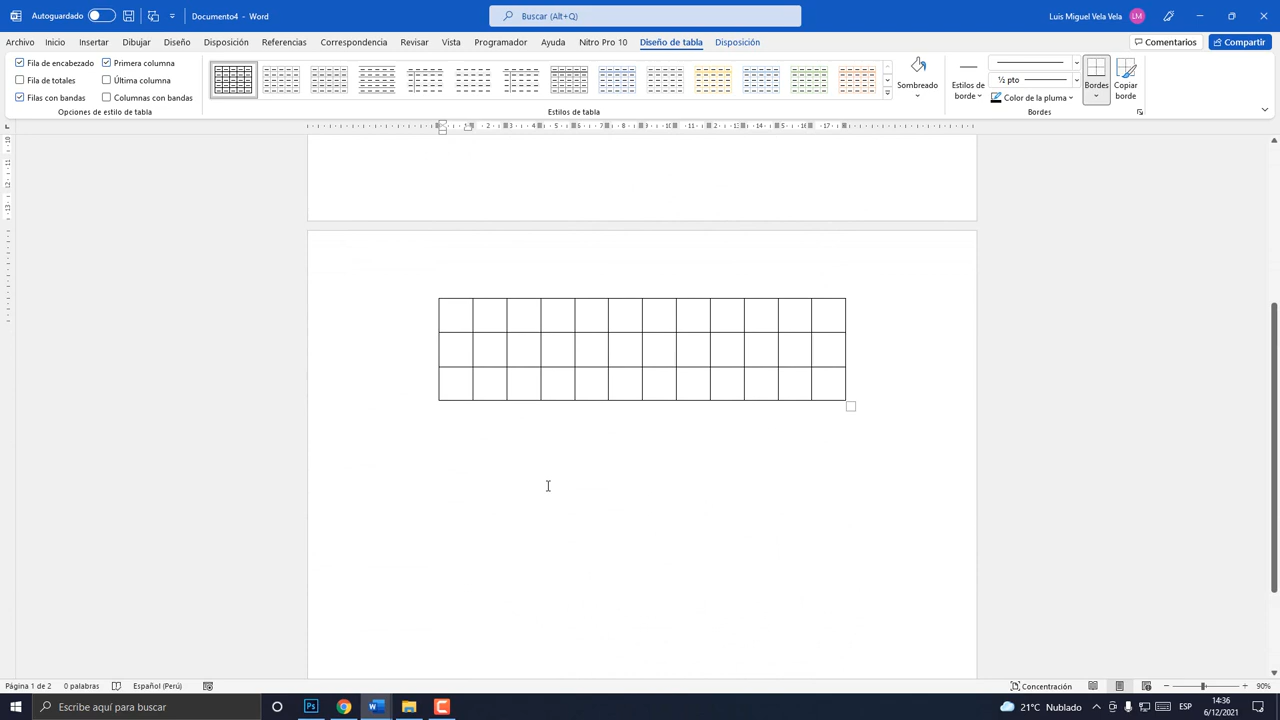 Autoguardado
Documento4 - Word
Buscar (Alt+Q)
Luis Miguel Vela Vela
LM
Archivo Inicio Insertar Dibujar Diseño Disposición Referencias Correspondencia Revisar Vista Programador Ayuda Nitro Pro 10 Diseño de tabla Disposición
Comentarios
Compartir
Fila de encabezado
Primera columna
Fila de totales
Última columna
Filas con bandas
Columnas con bandas
Opciones de estilo de tabla
Estilos de tabla
Sombreado
Estilos de borde
½ pto
Color de la pluma
Bordes
Copiar borde
Bordes
Página 1 de 2
0 palabras
Español (Perú)
Concentración
90%
Escribe aquí para buscar
21°C Nublado
ESP
14:36
6/12/2021